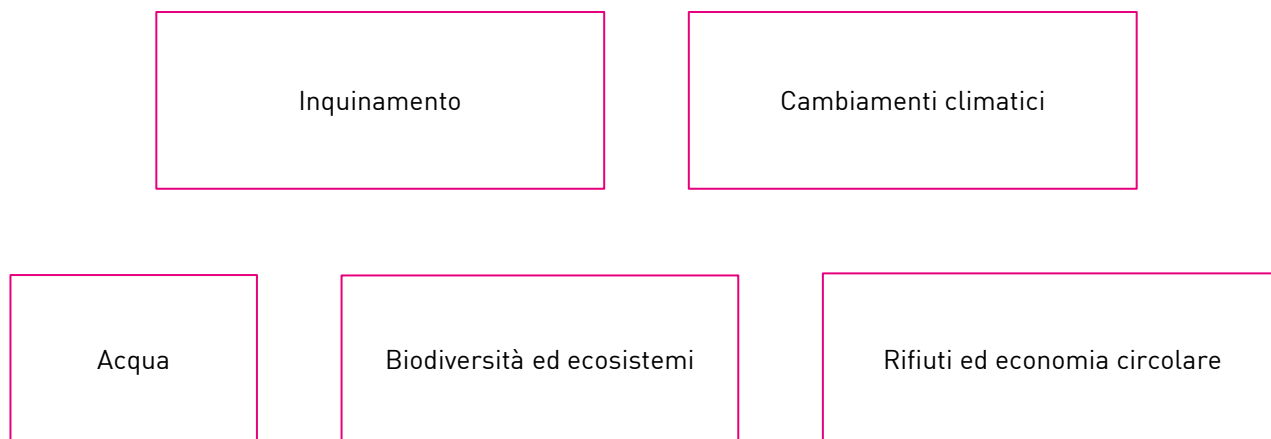 Inquinamento
Cambiamenti climatici
Acqua
Biodiversità ed ecosistemi
Rifiuti ed economia circolare